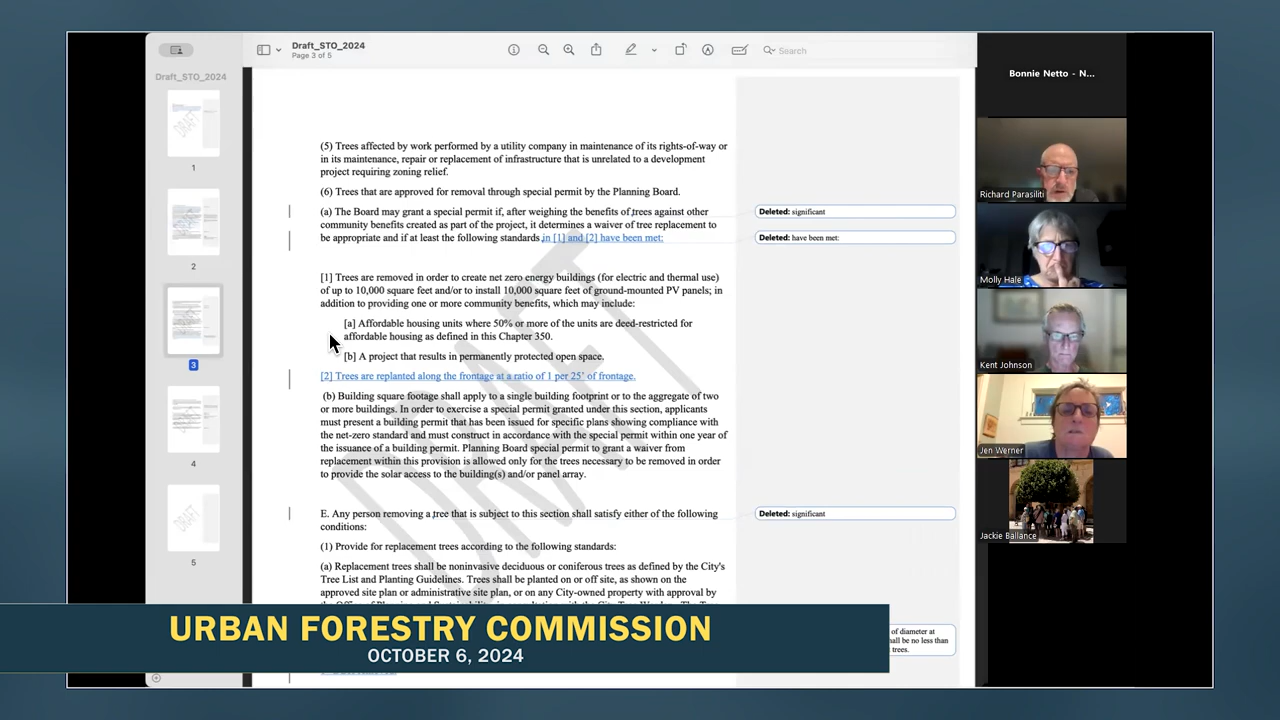 Draft_STO_2024
Page 3 of 5
Search
Draft_STO_2024
1
2
3
4
5
(5) Trees affected by work performed by a utility company in maintenance of its rights-of-way or
in its maintenance, repair or replacement of infrastructure that is unrelated to a development
project requiring zoning relief.
(6) Trees that are approved for removal through special permit by the Planning Board.
(a) The Board may grant a special permit if, after weighing the benefits of trees against other
community benefits created as part of the project, it determines a waiver of tree replacement to
be appropriate and if at least the following standards in [1] and [2] have been met:
[1] Trees are removed in order to create net zero energy buildings (for electric and thermal use)
of up to 10,000 square feet and/or to install 10,000 square feet of ground-mounted PV panels; in
addition to providing one or more community benefits, which may include:
[a] Affordable housing units where 50% or more of the units are deed-restricted for
affordable housing as defined in this Chapter 350.
[b] A project that results in permanently protected open space.
[2] Trees are replanted along the frontage at a ratio of 1 per 25' of frontage.
(b) Building square footage shall apply to a single building footprint or to the aggregate of two
or more buildings. In order to exercise a special permit granted under this section, applicants
must present a building permit that has been issued for specific plans showing compliance with
the net-zero standard and must construct in accordance with the special permit within one year of
the issuance of a building permit. Planning Board special permit to grant a waiver from
replacement within this provision is allowed only for the trees necessary to be removed in order
to provide the solar access to the building(s) and/or panel array.
E. Any person removing a tree that is subject to this section shall satisfy either of the following
conditions:
(1) Provide for replacement trees according to the following standards:
(a) Replacement trees shall be noninvasive deciduous or coniferous trees as defined by the City's
Tree List and Planting Guidelines. Trees shall be planted on or off site, as shown on the
approved site plan or administrative site plan, or on any City-owned property with approval by
DRAFT
Deleted: significant
Deleted: have been met:
Deleted: significant
of diameter at
hall be no less than
trees.
Bonnie Netto - N...
Richard Parasiliti
Molly Hale
Kent Johnson
Jen Werner
Jackie Ballance
URBAN FORESTRY COMMISSION
OCTOBER 6, 2024